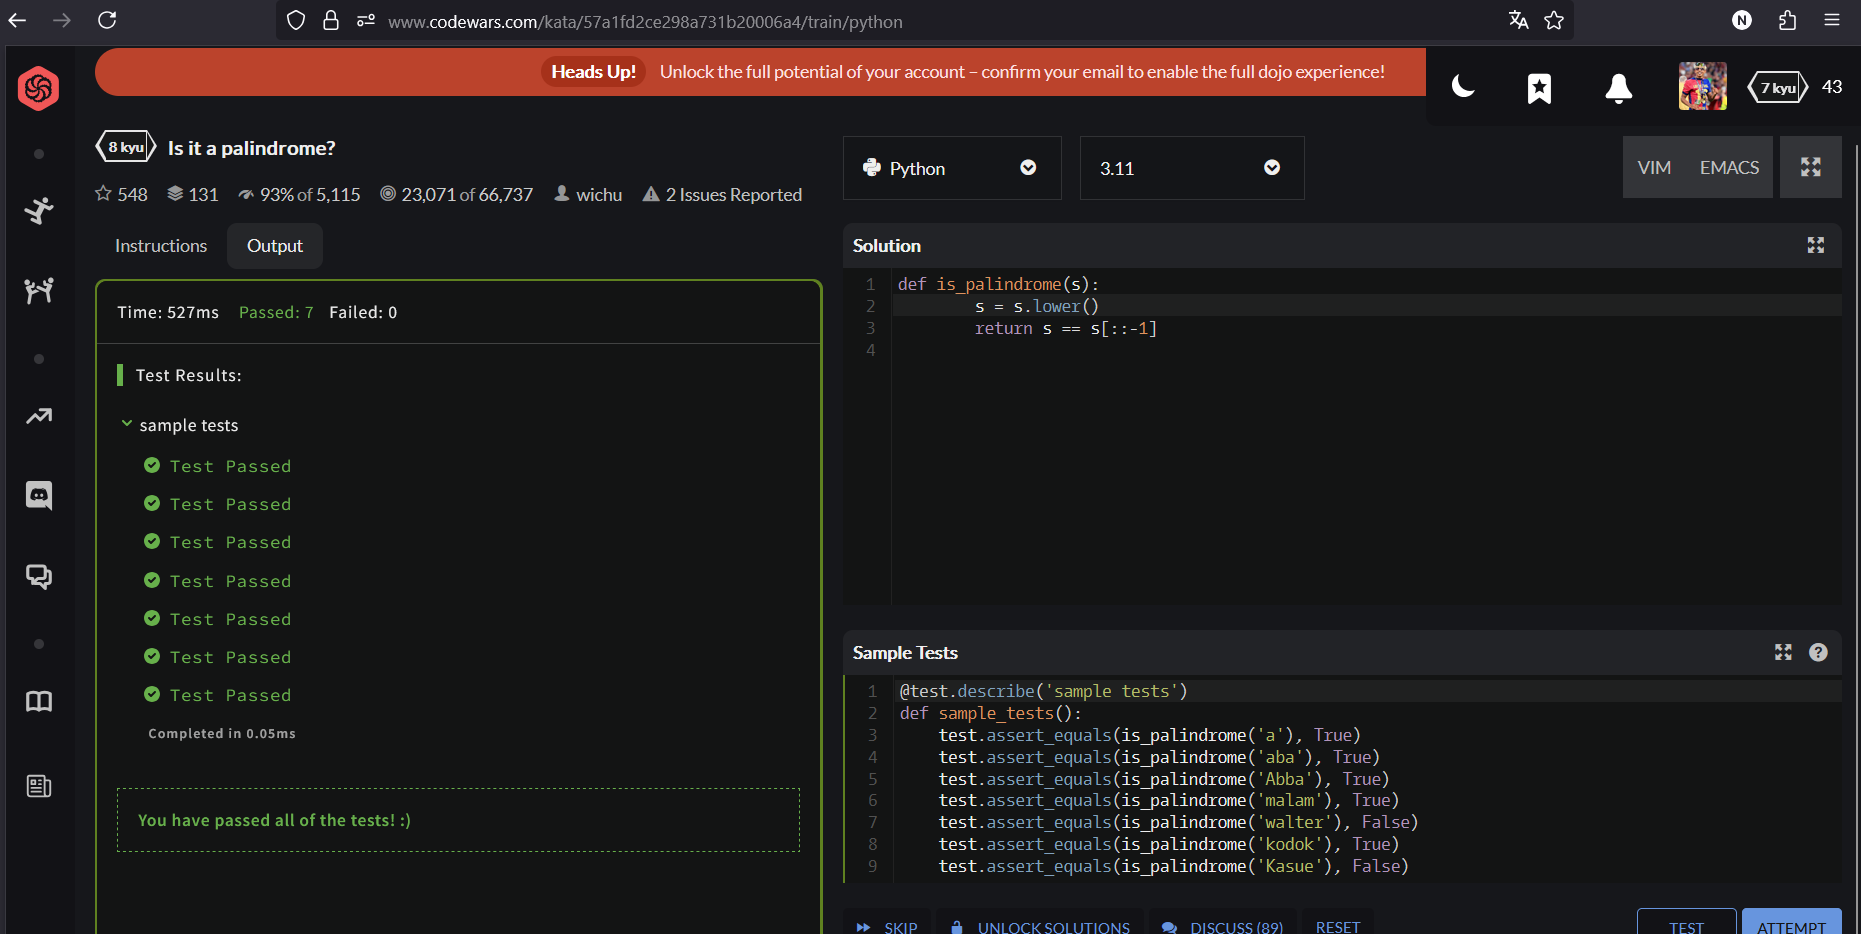 www.codewars.com/kata/57a1fd2ce298a731b20006a4/train/python
N
Heads Up! Unlock the full potential of your account – confirm your email to enable the full dojo experience!
7 kyu 43
8 kyu Is it a palindrome?
548 131 93% of 5,115 23,071 of 66,737 wichu 2 Issues Reported
Python 3.11 VIM EMACS
Instructions Output
Time: 527ms Passed: 7 Failed: 0
Test Results:
sample tests
Test Passed
Test Passed
Test Passed
Test Passed
Test Passed
Test Passed
Test Passed
Completed in 0.05ms
You have passed all of the tests! :)
Solution
1 def is_palindrome(s):
2 s = s.lower()
3 return s == s[::-1]
4
Sample Tests
?
1 @test.describe('sample tests')
2 def sample_tests():
3 test.assert_equals(is_palindrome('a'), True)
4 test.assert_equals(is_palindrome('aba'), True)
5 test.assert_equals(is_palindrome('Abba'), True)
6 test.assert_equals(is_palindrome('malam'), True)
7 test.assert_equals(is_palindrome('walter'), False)
8 test.assert_equals(is_palindrome('kodok'), True)
9 test.assert_equals(is_palindrome('Kasue'), False)
SKIP UNLOCK SOLUTIONS DISCUSS (89) RESET TEST ATTEMPT